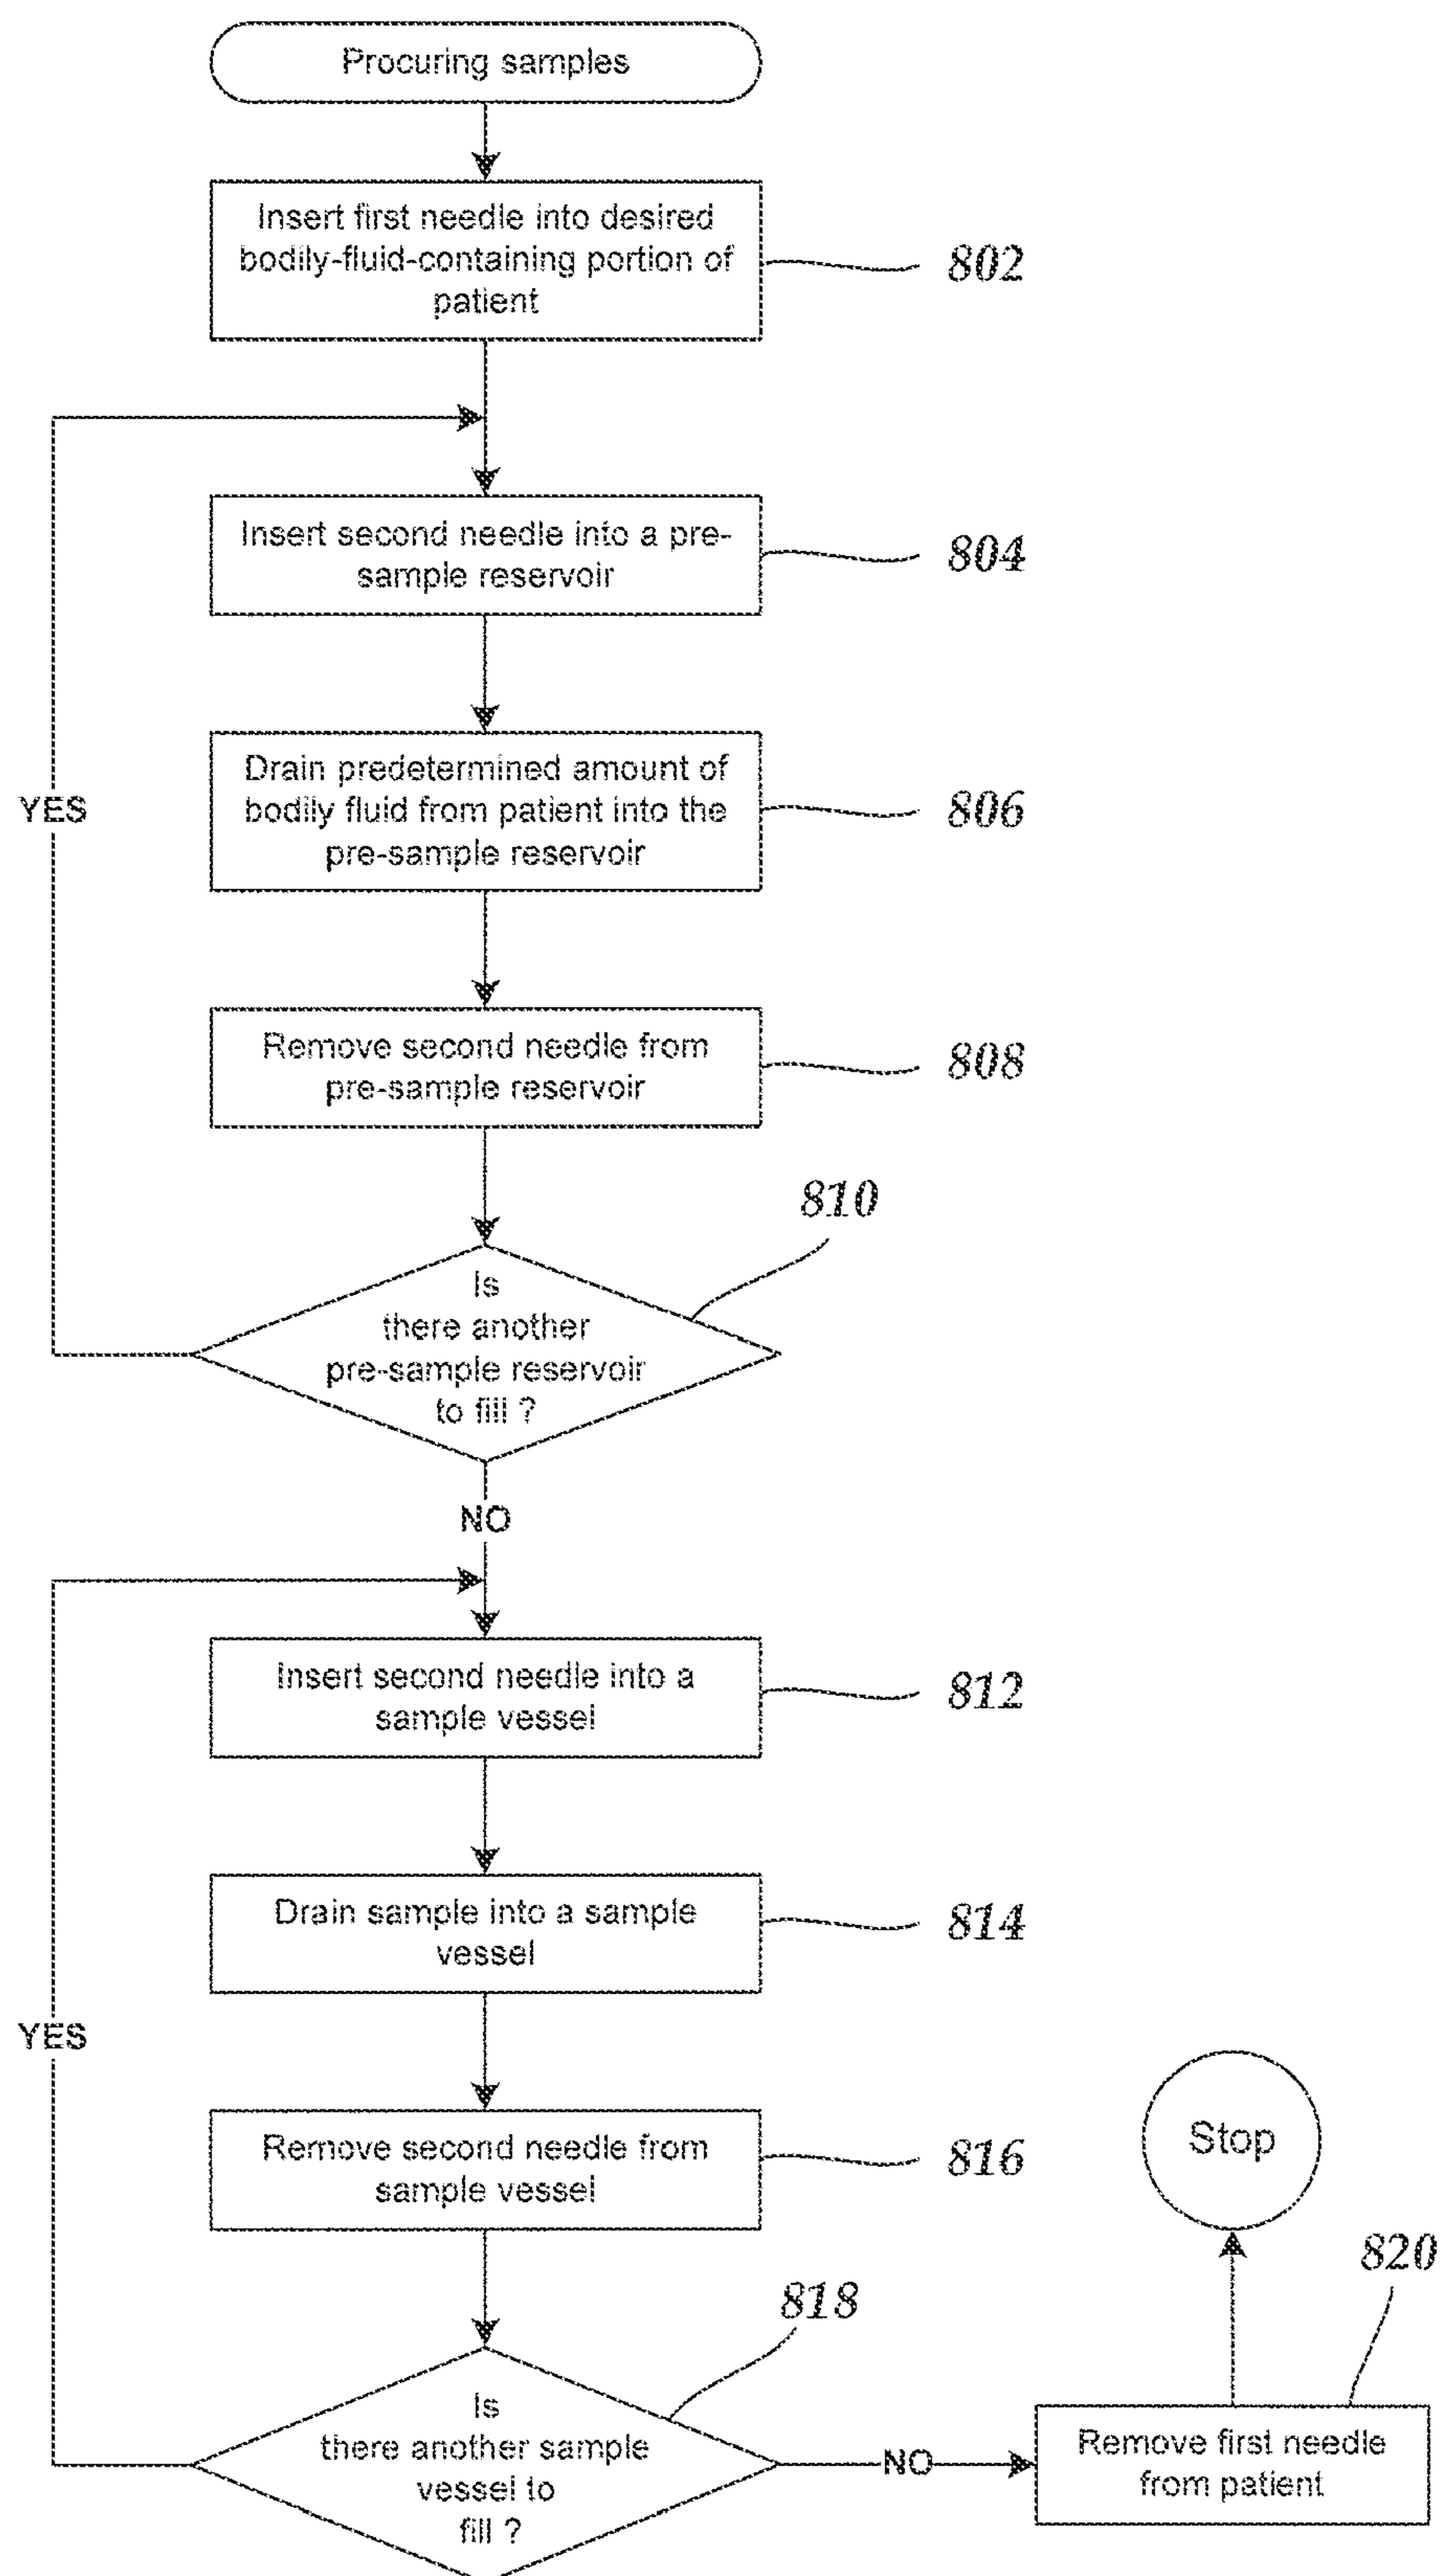 Procuring samples
Insert first needle into desired
bodily-fluid-containing portion of
patient
802
Insert second needle into a pre-
sample reservoir
804
Drain predetermined amount of
bodily fluid from patient into the
pre-sample reservoir
806
YES
Remove second needle from
pre-sample reservoir
808
810
Is
there another
pre-sample reservoir
to fill ?
NO
Insert second needle into a
sample vessel
812
Drain sample into a sample
vessel
814
YES
Remove second needle from
sample vessel
816
818
Is
there another sample
vessel to
fill ?
NO
Remove first needle
from patient
820
Stop